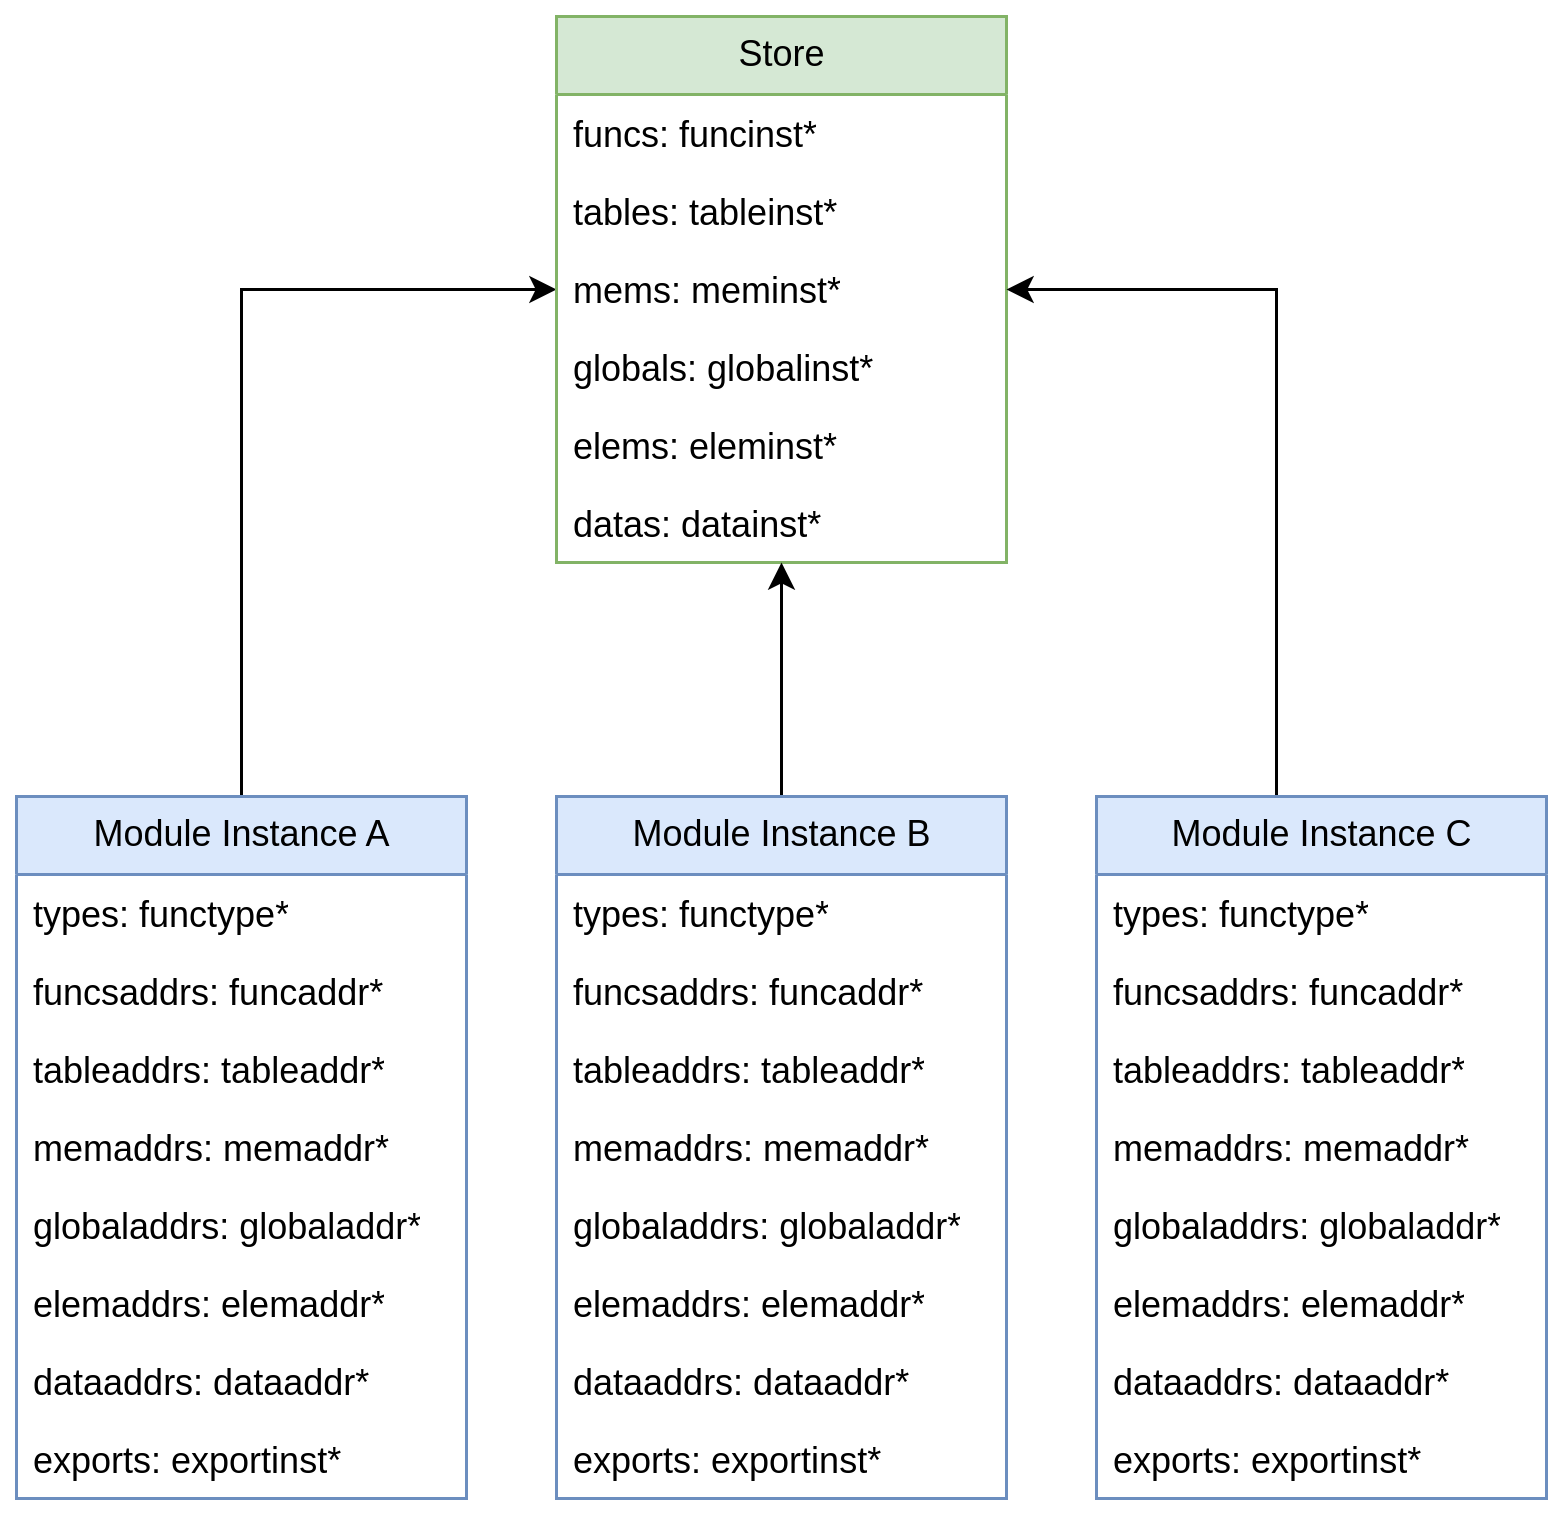 Store
funcs: funcinst*
tables: tableinst*
mems: meminst*
globals: globalinst*
elems: eleminst*
datas: datainst*
Module Instance A
types: functype*
funcsaddrs: funcaddr*
tableaddrs: tableaddr*
memaddrs: memaddr*
globaladdrs: globaladdr*
elemaddrs: elemaddr*
dataaddrs: dataaddr*
exports: exportinst*
Module Instance B
types: functype*
funcsaddrs: funcaddr*
tableaddrs: tableaddr*
memaddrs: memaddr*
globaladdrs: globaladdr*
elemaddrs: elemaddr*
dataaddrs: dataaddr*
exports: exportinst*
Module Instance C
types: functype*
funcsaddrs: funcaddr*
tableaddrs: tableaddr*
memaddrs: memaddr*
globaladdrs: globaladdr*
elemaddrs: elemaddr*
dataaddrs: dataaddr*
exports: exportinst*